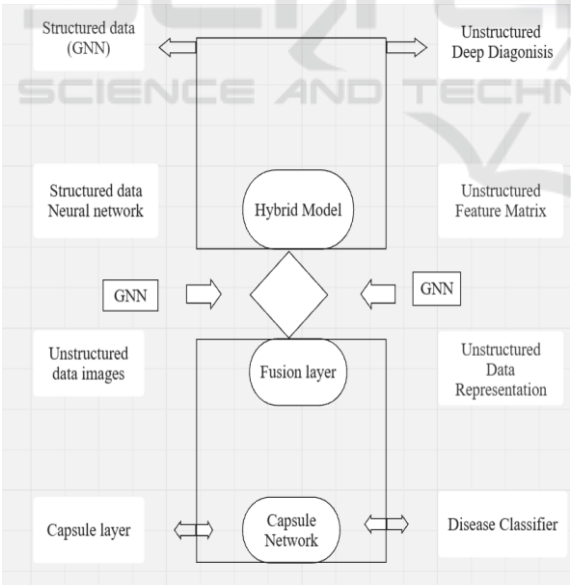 Structured data
(GNN)
Unstructured
Deep Diagonisis
SCIENCE AND TECHN
Structured data
Neural network
Hybrid Model
Unstructured
Feature Matrix
GNN
GNN
Unstructured
data images
Fusion layer
Unstructured
Data
Representation
Capsule layer
Capsule
Network
Disease Classifier